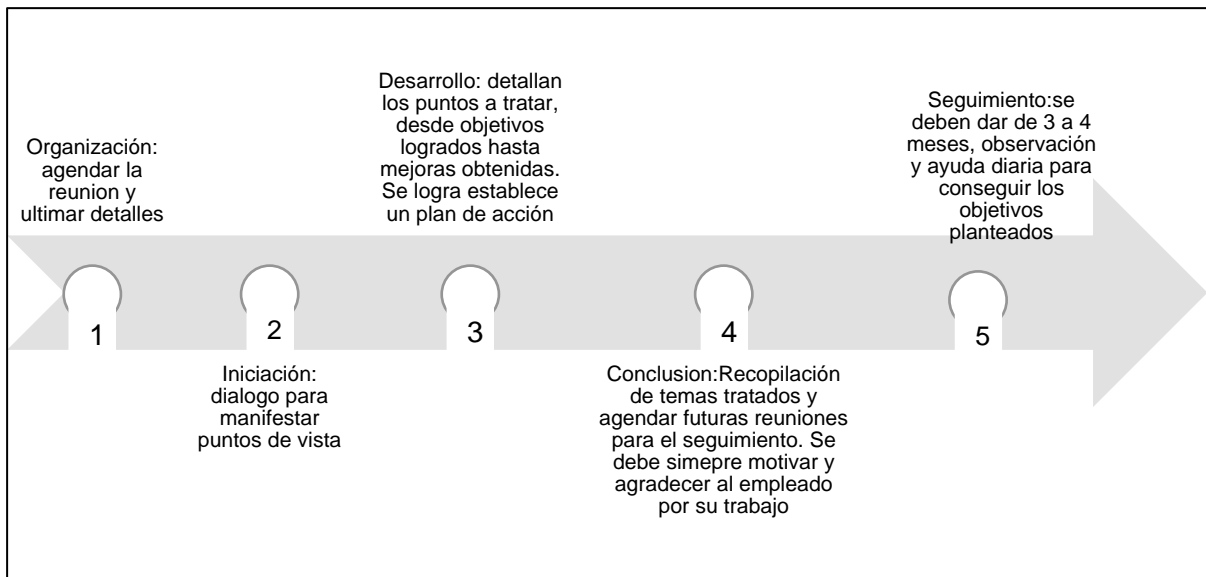 Organización:
agendar la
reunion y
ultimar detalles
1
Iniciación:
dialogo para
manifestar
puntos de vista
2
Desarrollo: detallan
los puntos a tratar,
desde objetivos
logrados hasta
mejoras obtenidas.
Se logra establece
un plan de acción
3
Conclusion:Recopilación
de temas tratados y
agendar futuras reuniones
para el seguimiento. Se
debe simepre motivar y
agradecer al empleado
por su trabajo
4
Seguimiento:se
deben dar de 3 a 4
meses, observación
y ayuda diaria para
conseguir los
objetivos
planteados
5